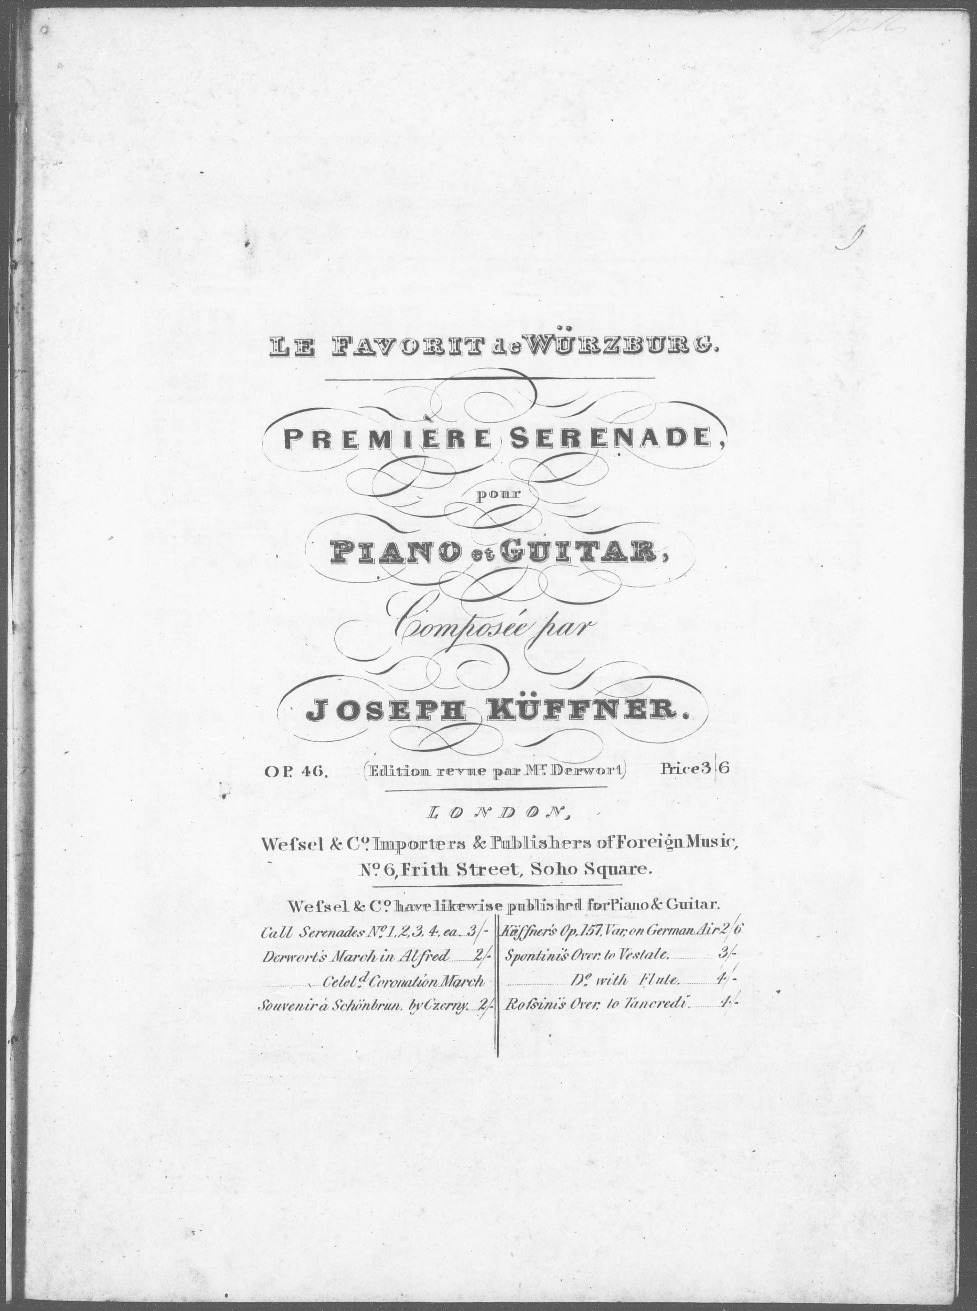 LE FAVORIT de WÜRZBURG.
PREMIÈRE SERENADE,
pour
PIANO et GUITAR,
Composée par
JOSEPH KÜFFNER.
OP. 46. (Edition revue par Mr. Derwort) Price 3/6
LONDON,
Weſsel & Co. Importers & Publishers of Foreign Music,
No. 6, Frith Street, Soho Square.
Weſsel & Co. have likewise published for Piano & Guitar.
Call Serenades No. 1, 2, 3, 4, ea. 3/-
Derwort's March in Alfred 2/-
Celebd. Coronation March
Souvenir à Schönbrun. by Czerny. 2/-
Küffner's Op. 157, Var. on German Air 2/6
Spontini's Over. to Vestale. 3/-
Do. with Flute. 4/-
Roſsini's Over. to Tancredi. 4/-